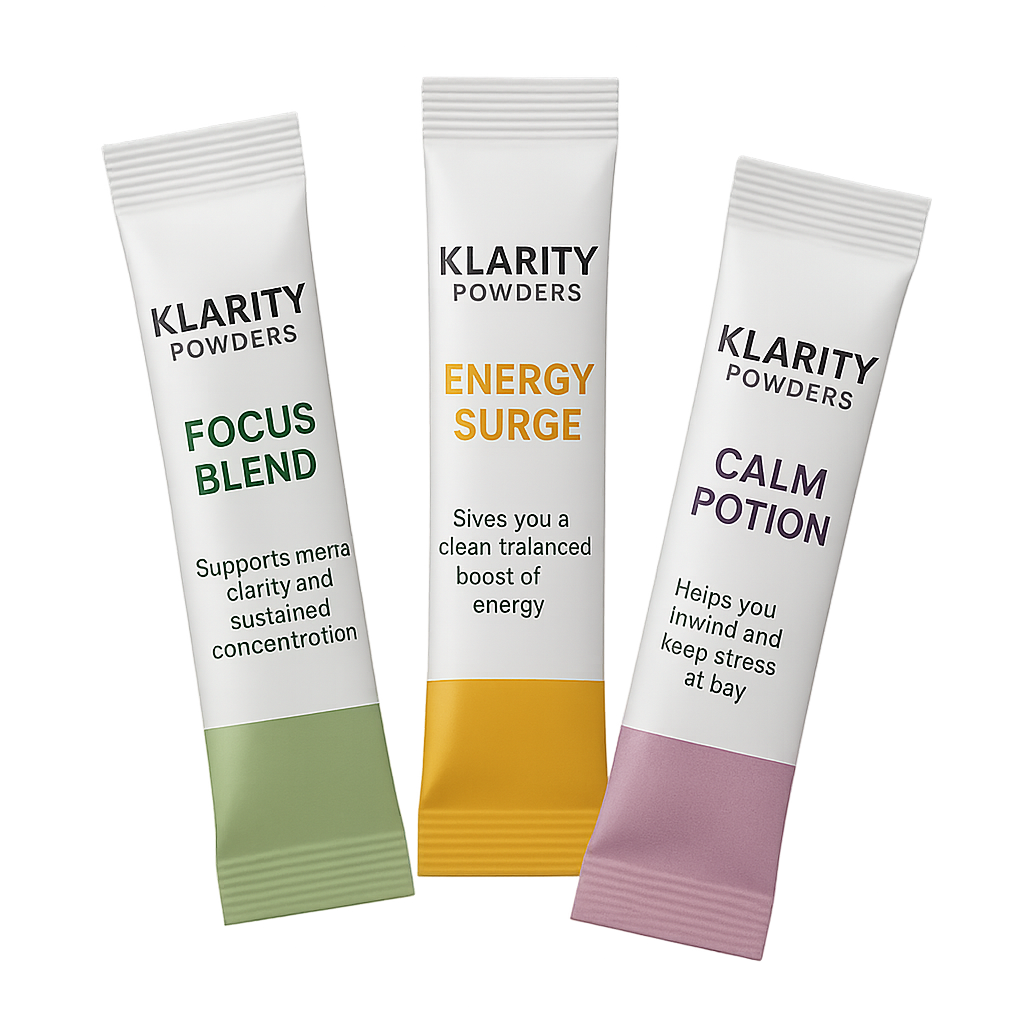 KLARITY
POWDERS
FOCUS
BLEND
Supports merra
clarity and
sustained
concentrotion
KLARITY
POWDERS
ENERGY
SURGE
Sives you a
clean tralanced
boost of
energy
KLARITY
POWDERS
CALM
POTION
Heips you
inwind and
keep stress
at bay